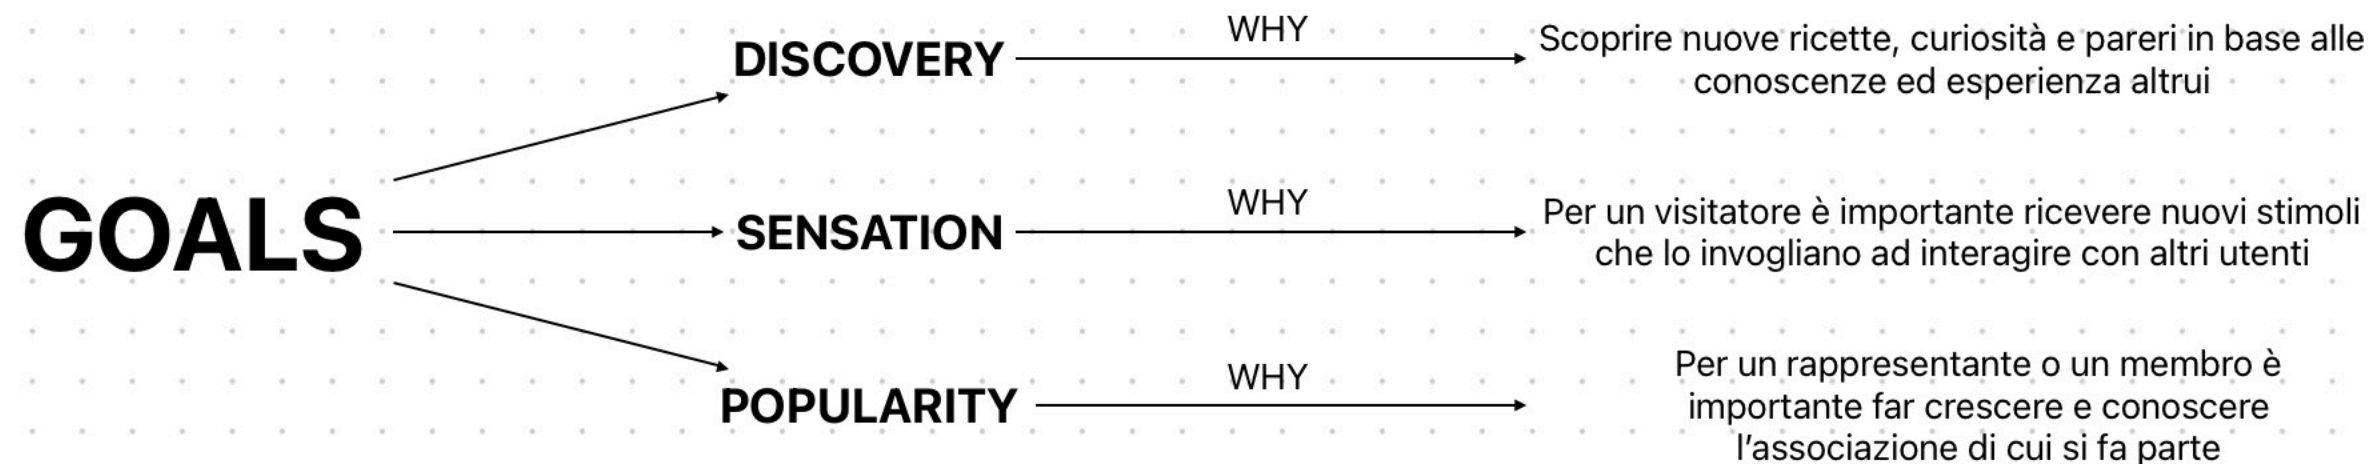 GOALS
DISCOVERY
WHY
Scoprire nuove ricette, curiosità e pareri in base alle
conoscenze ed esperienza altrui
SENSATION
WHY
Per un visitatore è importante ricevere nuovi stimoli
che lo invogliano ad interagire con altri utenti
POPULARITY
WHY
Per un rappresentante o un membro è
importante far crescere e conoscere
l’associazione di cui si fa parte